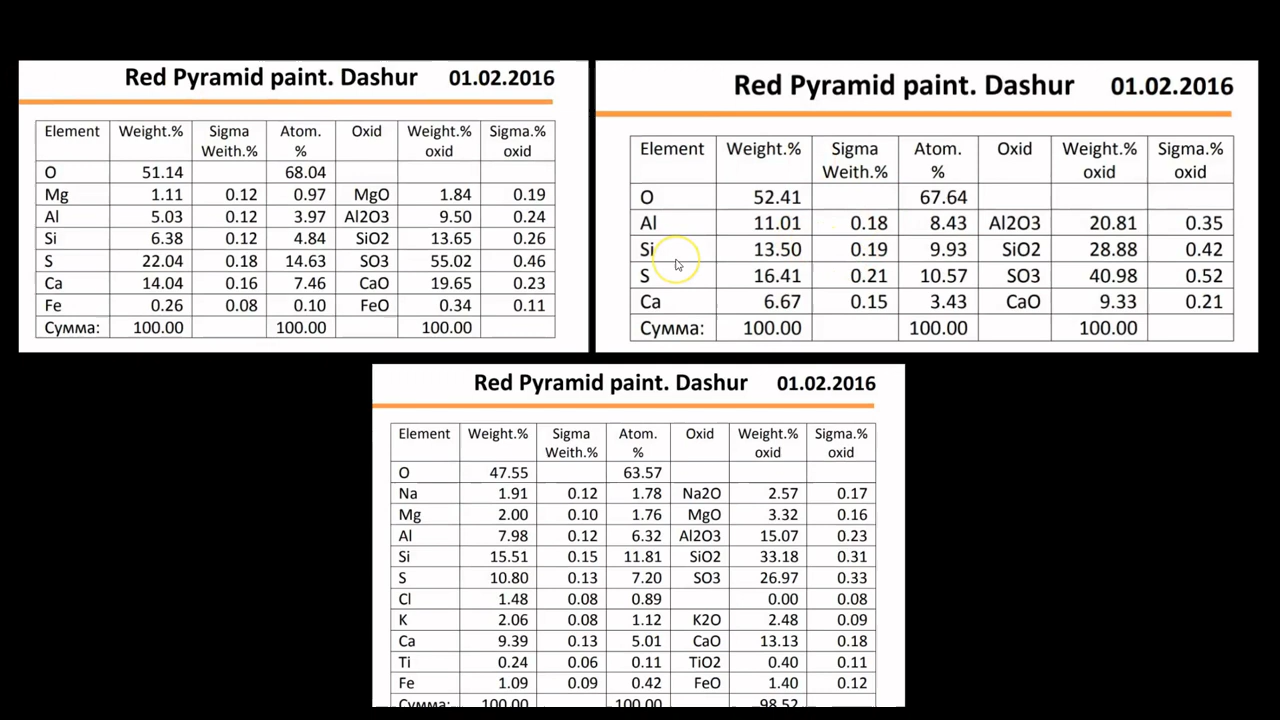 Red Pyramid paint. Dashur 01.02.2016
Element Weight.% Sigma Weith.% Atom. % Oxid Weight.% oxid Sigma.% oxid
O 51.14 68.04
Mg 1.11 0.12 0.97 MgO 1.84 0.19
Al 5.03 0.12 3.97 Al2O3 9.50 0.24
Si 6.38 0.12 4.84 SiO2 13.65 0.26
S 22.04 0.18 14.63 SO3 55.02 0.46
Ca 14.04 0.16 7.46 CaO 19.65 0.23
Fe 0.26 0.08 0.10 FeO 0.34 0.11
Сумма: 100.00 100.00 100.00
Red Pyramid paint. Dashur 01.02.2016
Element Weight.% Sigma Weith.% Atom. % Oxid Weight.% oxid Sigma.% oxid
O 52.41 67.64
Al 11.01 0.18 8.43 Al2O3 20.81 0.35
Si 13.50 0.19 9.93 SiO2 28.88 0.42
S 16.41 0.21 10.57 SO3 40.98 0.52
Ca 6.67 0.15 3.43 CaO 9.33 0.21
Сумма: 100.00 100.00 100.00
Red Pyramid paint. Dashur 01.02.2016
Element Weight.% Sigma Weith.% Atom. % Oxid Weight.% oxid Sigma.% oxid
O 47.55 63.57
Na 1.91 0.12 1.78 Na2O 2.57 0.17
Mg 2.00 0.10 1.76 MgO 3.32 0.16
Al 7.98 0.12 6.32 Al2O3 15.07 0.23
Si 15.51 0.15 11.81 SiO2 33.18 0.31
S 10.80 0.13 7.20 SO3 26.97 0.33
Cl 1.48 0.08 0.89 0.00 0.08
K 2.06 0.08 1.12 K2O 2.48 0.09
Ca 9.39 0.13 5.01 CaO 13.13 0.18
Ti 0.24 0.06 0.11 TiO2 0.40 0.11
Fe 1.09 0.09 0.42 FeO 1.40 0.12
Сумма: 100.00 100.00 98.52